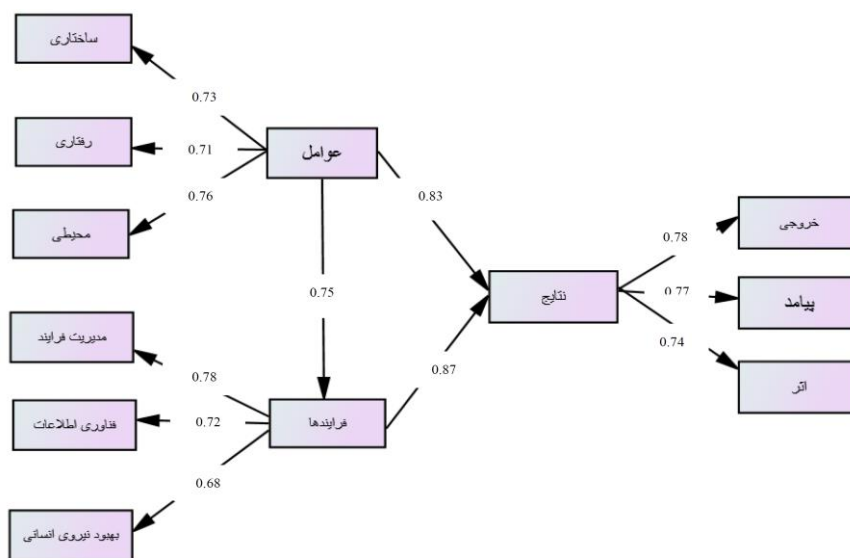 ساختاری
0.73
رفتاری
0.71
عوامل
0.76
محیطی
0.83
0.78
خروجی
0.75
نتایج
0.77
پیامد
0.74
اثر
مدیریت فرایند
0.78
0.87
فناوری اطلاعات
0.72
فرایندها
0.68
بهبود نیروی انسانی